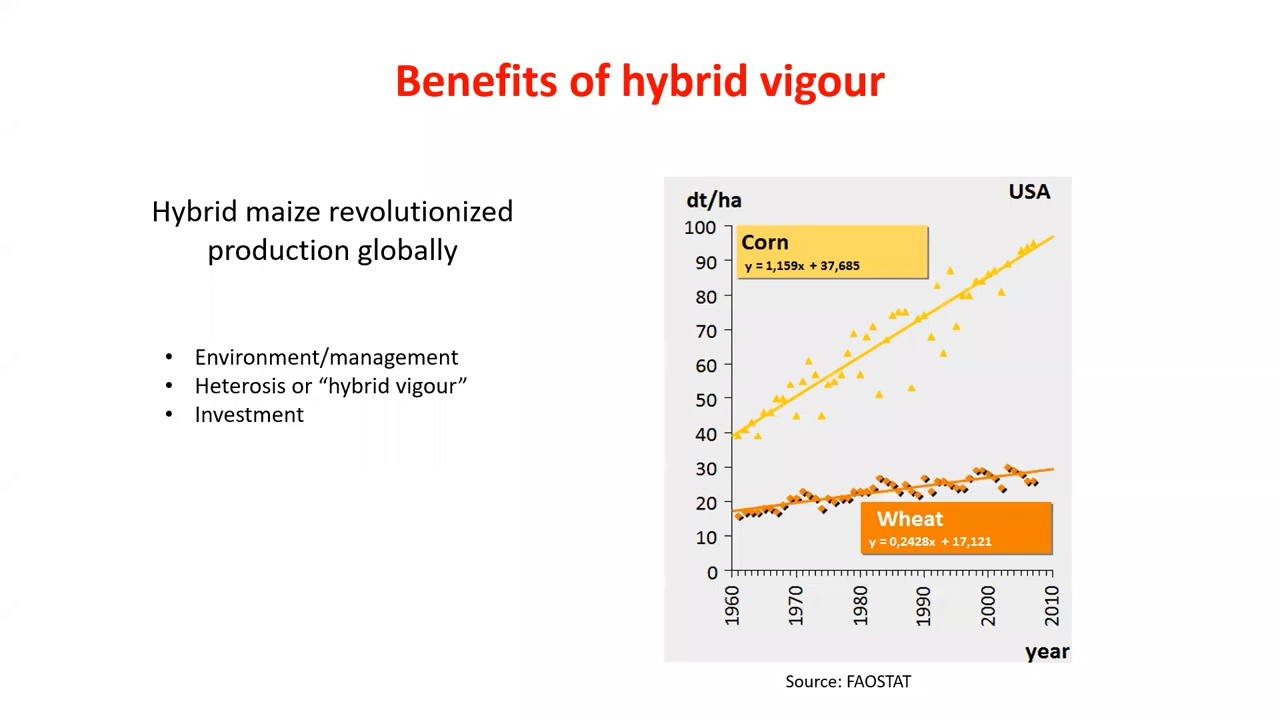 Benefits of hybrid vigour
Hybrid maize revolutionized
production globally
• Environment/management
• Heterosis or “hybrid vigour”
• Investment
dt/ha
USA
100
90
80
70
60
50
40
30
20
10
0
Corn
y = 1,159x + 37,685
Wheat
y = 0,2428x + 17,121
1960
1970
1980
1990
2000
2010
year
Source: FAOSTAT